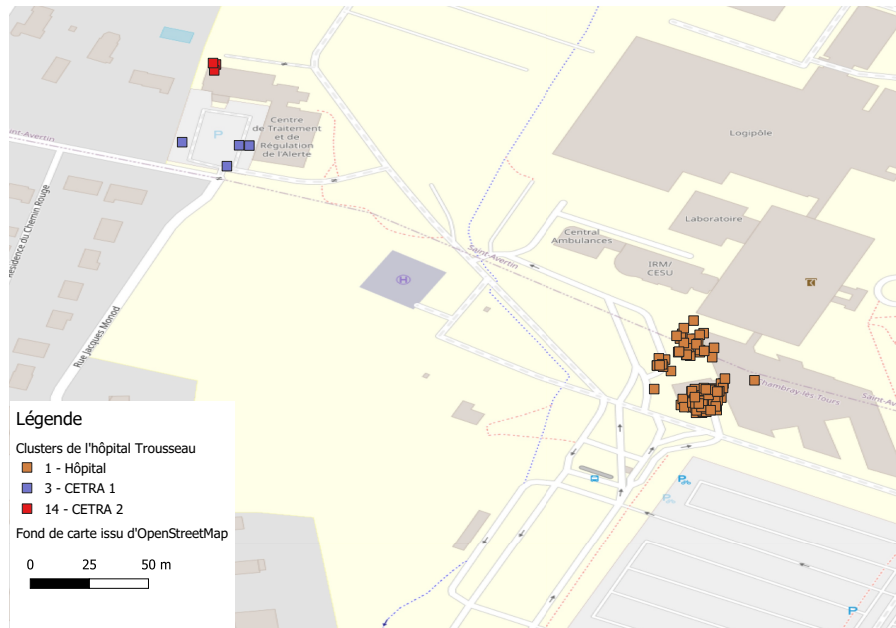 Centre
de Traitement
et de
Régulation
de l'Alerte
P
Saint-Avertin
Résidence du Chemin Rouge
Rue Jacques Monod
Logipôle
Laboratoire
Central
Ambulances
IRM/
CESU
Saint-Avertin
H
Chambray-lès-Tours
Saint-Av
P
P
P
Légende
Clusters de l'hôpital Trousseau
1 - Hôpital
3 - CETRA 1
14 - CETRA 2
Fond de carte issu d'OpenStreetMap
0 25 50 m